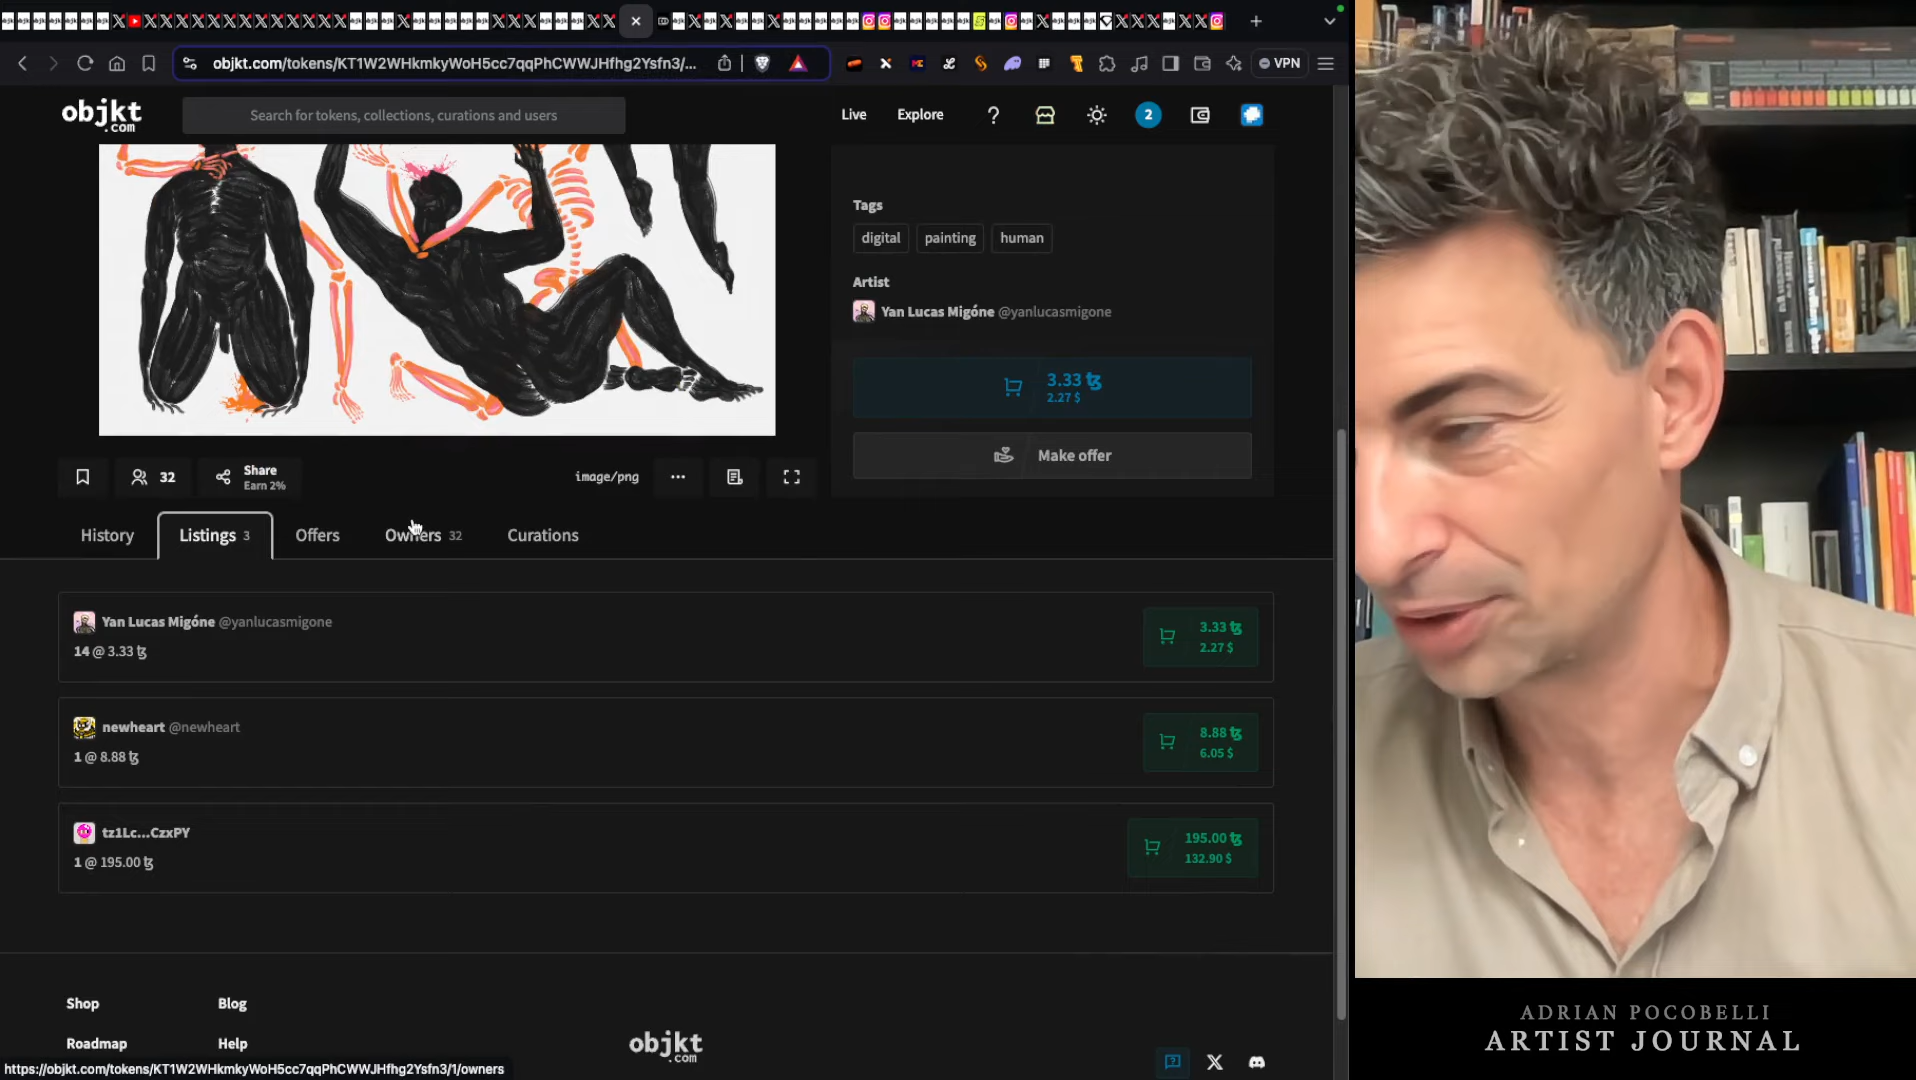 objkt.com/tokens/KT1W2WHkmkyWoH5cc7qqPhCWWJHfhg2Ysfn3/...
VPN
objkt
.com
Search for tokens, collections, curations and users
Live
Explore
?
2
Tags
digital
painting
human
Artist
Yan Lucas Migóne @yanlucasmigone
3.33 ꜩ
2.27 $
Make offer
32
Share
Earn 2%
image/png
History
Listings 3
Offers
Owners 32
Curations
Yan Lucas Migóne @yanlucasmigone
14 @ 3.33 ꜩ
3.33 ꜩ
2.27 $
newheart @newheart
1 @ 8.88 ꜩ
8.88 ꜩ
6.05 $
tz1Lc...CzxPY
1 @ 195.00 ꜩ
195.00 ꜩ
132.90 $
Shop
Blog
Roadmap
Help
objkt
.com
https://objkt.com/tokens/KT1W2WHkmkyWoH5cc7qqPhCWWJHfhg2Ysfn3/1/owners
ADRIAN POCOBELLI
ARTIST JOURNAL